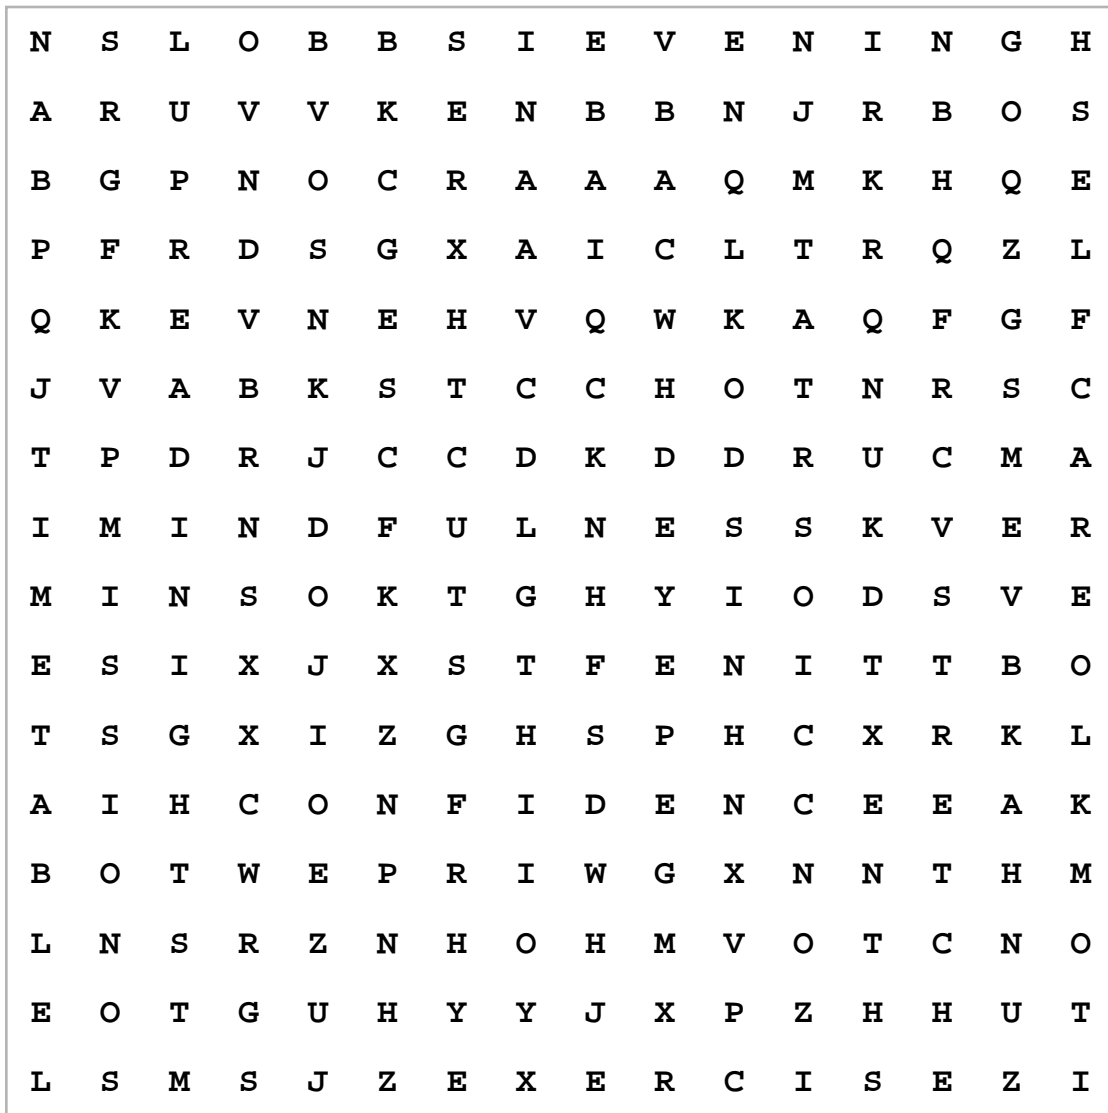 N S L O B B S I E V E N I N G H
A R U V V K E N B B N J R B O S
B G P N O C R A A A Q M K H Q E
P F R D S G X A I C L T R Q Z L
Q K E V N E H V Q W K A Q F G F
J V A B K S T C C H O T N R S C
T P D R J C C D K D D R U C M A
I M I N D F U L N E S S K V E R
M I N S O K T G H Y I O D S V E
E S I X J X S T F E N I T T B O
T S G X I Z G H S P H C X R K L
A I H C O N F I D E N C E E A K
B O T W E P R I W G X N N T H M
L N S R Z N H O H M V O T C N O
E O T G U H Y Y J X P Z H H U T
L S M S J Z E X E R C I S E Z I